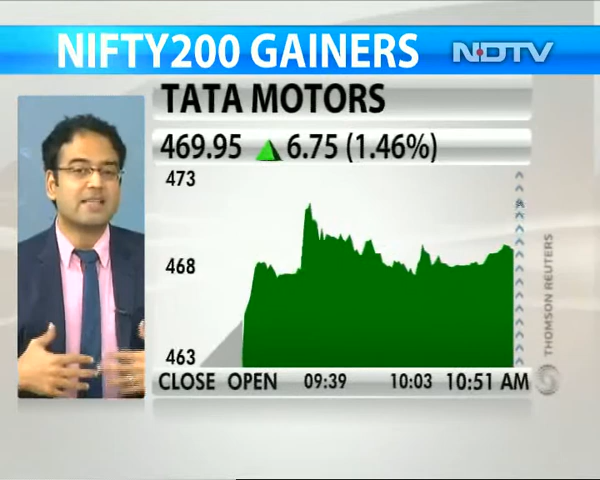 NIFTY200 GAINERS NDTV
TATA MOTORS
469.95 6.75 (1.46%)
473
468
463
CLOSE OPEN 09:39 10:03 10:51 AM
THOMSON REUTERS